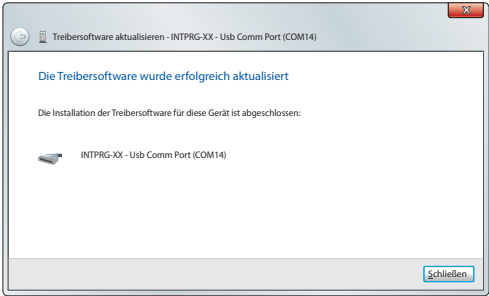 Treibersoftware aktualisieren - INTPRG-XX - Usb Comm Port (COM14)
Die Treibersoftware wurde erfolgreich aktualisiert
Die Installation der Treibersoftware für diese Gerät ist abgeschlossen:
INTPRG-XX - Usb Comm Port (COM14)
Schließen